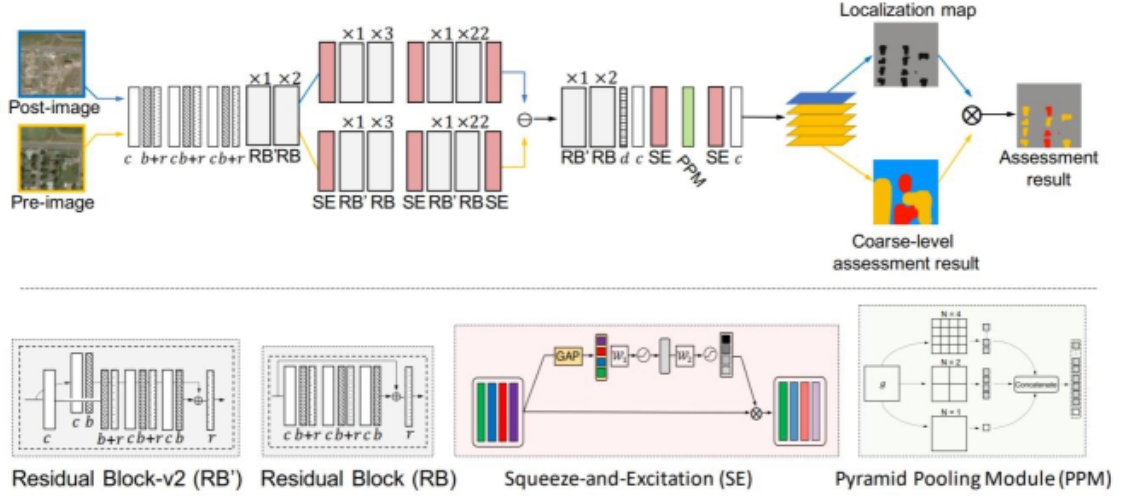 Localization map
×1 ×3 ×1 ×22
×1 ×2
×1 ×2
Post-image
c b+r c b+r c b+r RB' RB
×1 ×3 ×1 ×22
⊖
RB' RB d c SE PPM SE c
⊗
Assessment
result
Pre-image
SE RB' RB SE RB' RB SE
Coarse-level
assessment result
c b
c
b+r c b+r c b
⊕
r
Residual Block-v2 (RB')
c b+r c b+r c b
⊕
r
Residual Block (RB)
GAP
W₁
W₂
⊗
Squeeze-and-Excitation (SE)
N = 4
g
N = 2
Concatenate
N = 1
Pyramid Pooling Module (PPM)